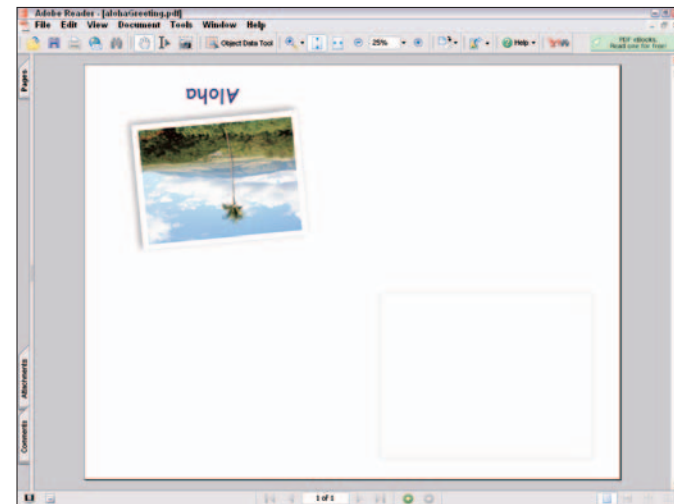 Adobe Reader - [alohaGreeting.pdf]
File Edit View Document Tools Window Help
Object Data Tool 25% Help PDF eBooks. Read one for free!
Pages
Aloha
Attachments
Comments
1 of 1